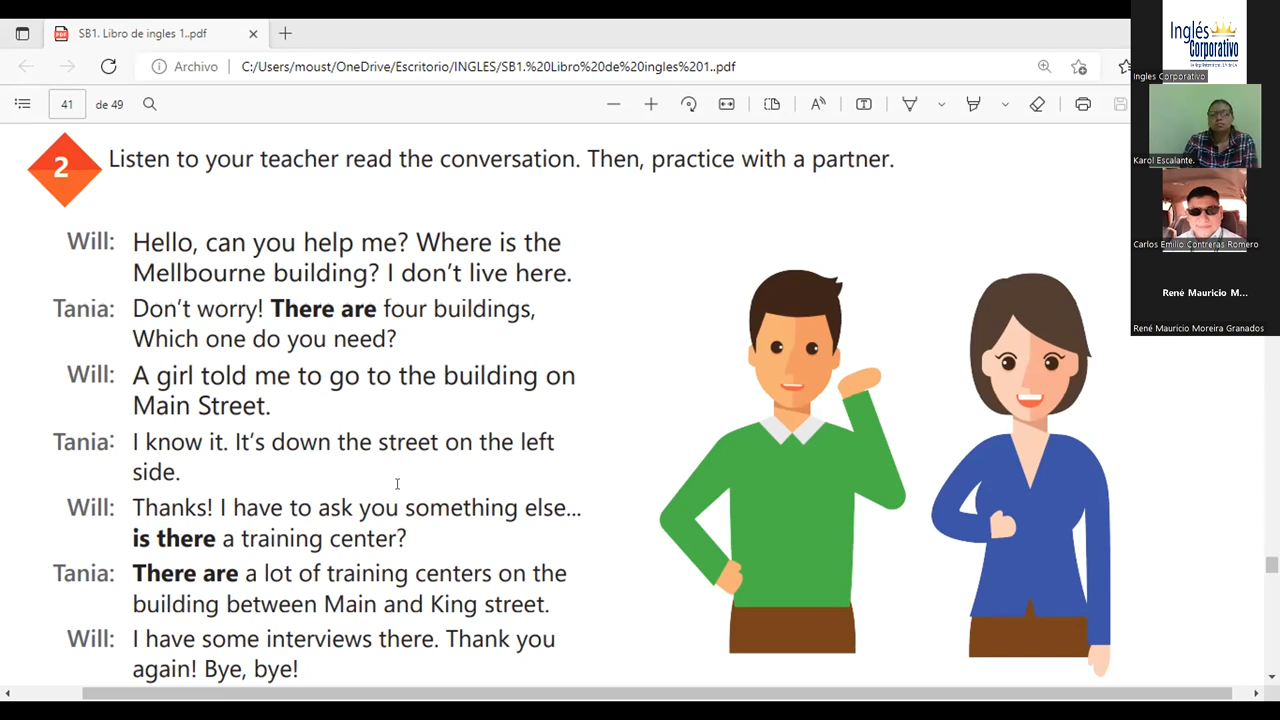 SB1. Libro de ingles 1..pdf
Archivo
C:/Users/moust/OneDrive/Escritorio/INGLES/SB1.%20Libro%20de%20ingles%201..pdf
41
de 49
2
Listen to your teacher read the conversation. Then, practice with a partner.
Will: Hello, can you help me? Where is the
Mellbourne building? I don't live here.
Tania: Don't worry! There are four buildings,
Which one do you need?
Will: A girl told me to go to the building on
Main Street.
Tania: I know it. It's down the street on the left
side.
Will: Thanks! I have to ask you something else...
is there a training center?
Tania: There are a lot of training centers on the
building between Main and King street.
Will: I have some interviews there. Thank you
again! Bye, bye!
Inglés
Corporativo
Ingles Corporativo
Karol Escalante.
Carlos Emilio Contreras Romero
René Mauricio M...
René Mauricio Moreira Granados